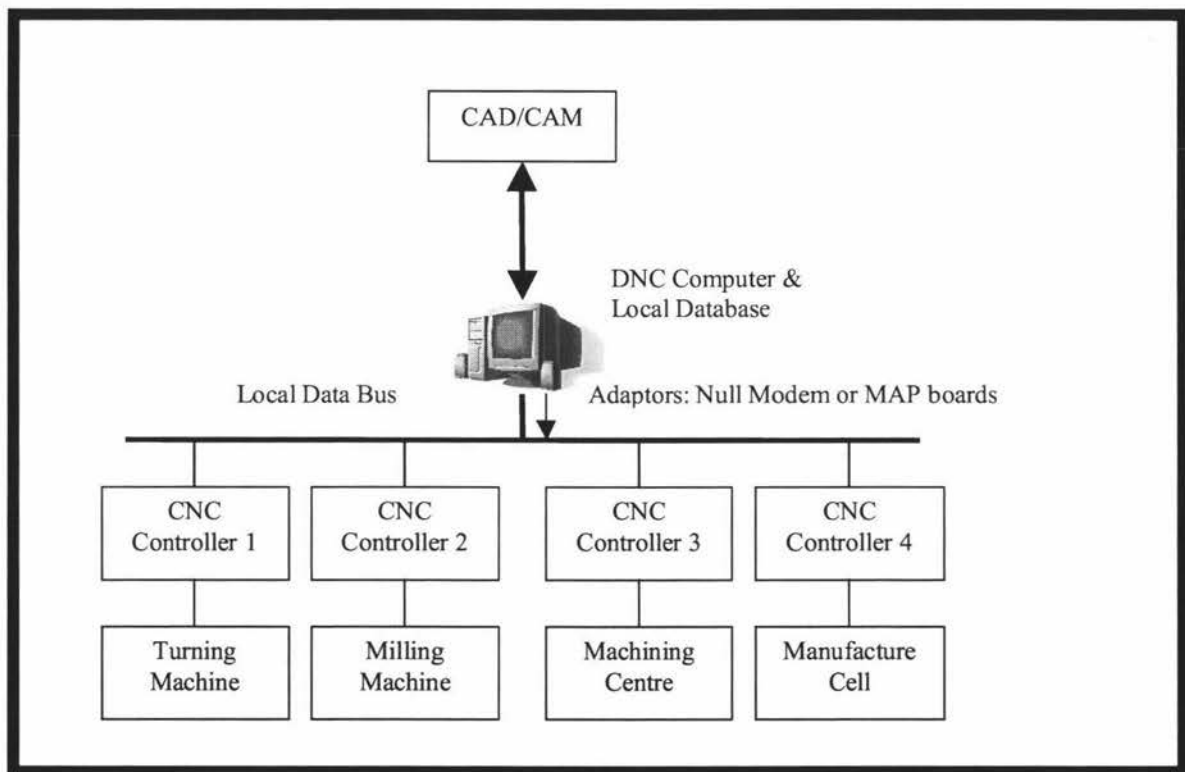 CAD/CAM
DNC Computer &
Local Database
Local Data Bus
Adaptors: Null Modem or MAP boards
CNC
Controller 1
CNC
Controller 2
CNC
Controller 3
CNC
Controller 4
Turning
Machine
Milling
Machine
Machining
Centre
Manufacture
Cell